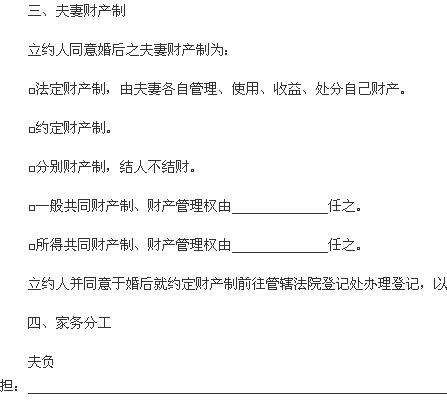 三、夫妻财产制
立约人同意婚后之夫妻财产制为：
□法定财产制，由夫妻各自管理、使用、收益、处分自己财产。
□约定财产制。
□分别财产制，结人不结财。
□一般共同财产制、财产管理权由____________任之。
□所得共同财产制、财产管理权由____________任之。
立约人并同意于婚后就约定财产制前往管辖法院登记处办理登记，以
四、家务分工
夫负
担：____________________________________________________